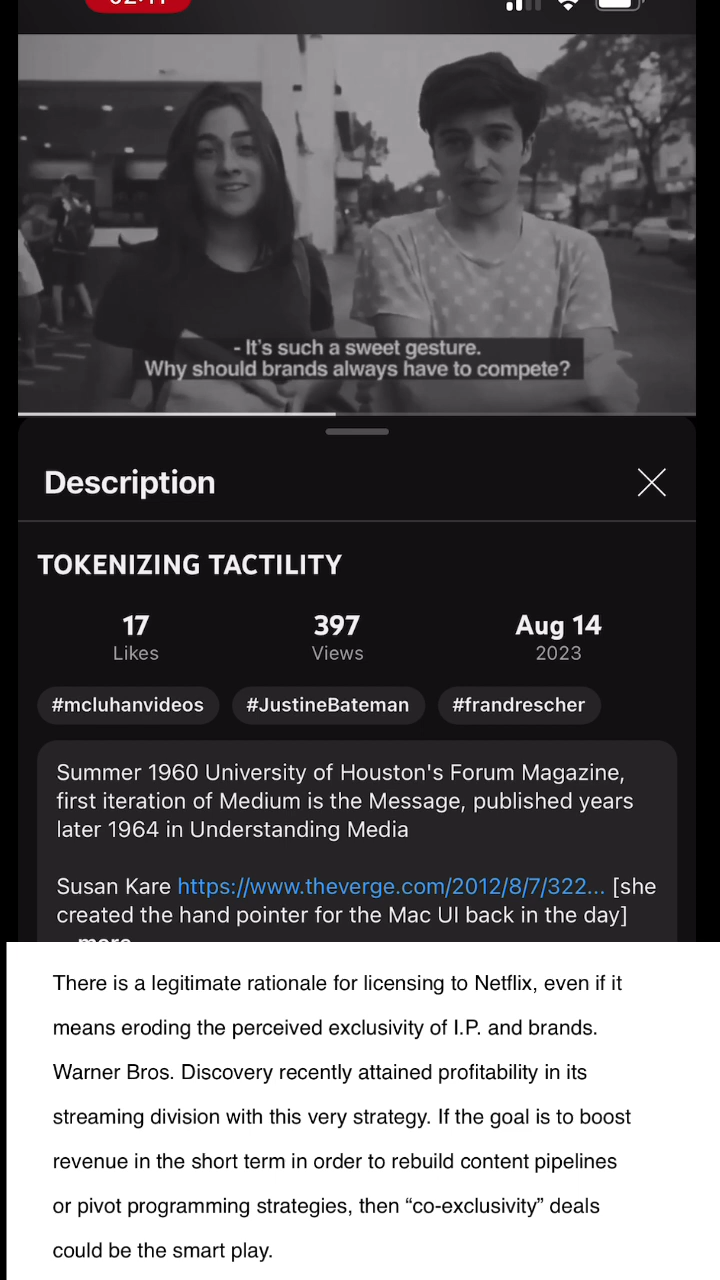 - It's such a sweet gesture.
Why should brands always have to compete?
Description
TOKENIZING TACTILITY
17
397
Aug 14
Likes
Views
2023
#mcluhanvideos
#JustineBateman
#frandrescher
Summer 1960 University of Houston's Forum Magazine,
first iteration of Medium is the Message, published years
later 1964 in Understanding Media
Susan Kare https://www.theverge.com/2012/8/7/322... [she
created the hand pointer for the Mac UI back in the day]
There is a legitimate rationale for licensing to Netflix, even if it
means eroding the perceived exclusivity of I.P. and brands.
Warner Bros. Discovery recently attained profitability in its
streaming division with this very strategy. If the goal is to boost
revenue in the short term in order to rebuild content pipelines
or pivot programming strategies, then “co-exclusivity” deals
could be the smart play.